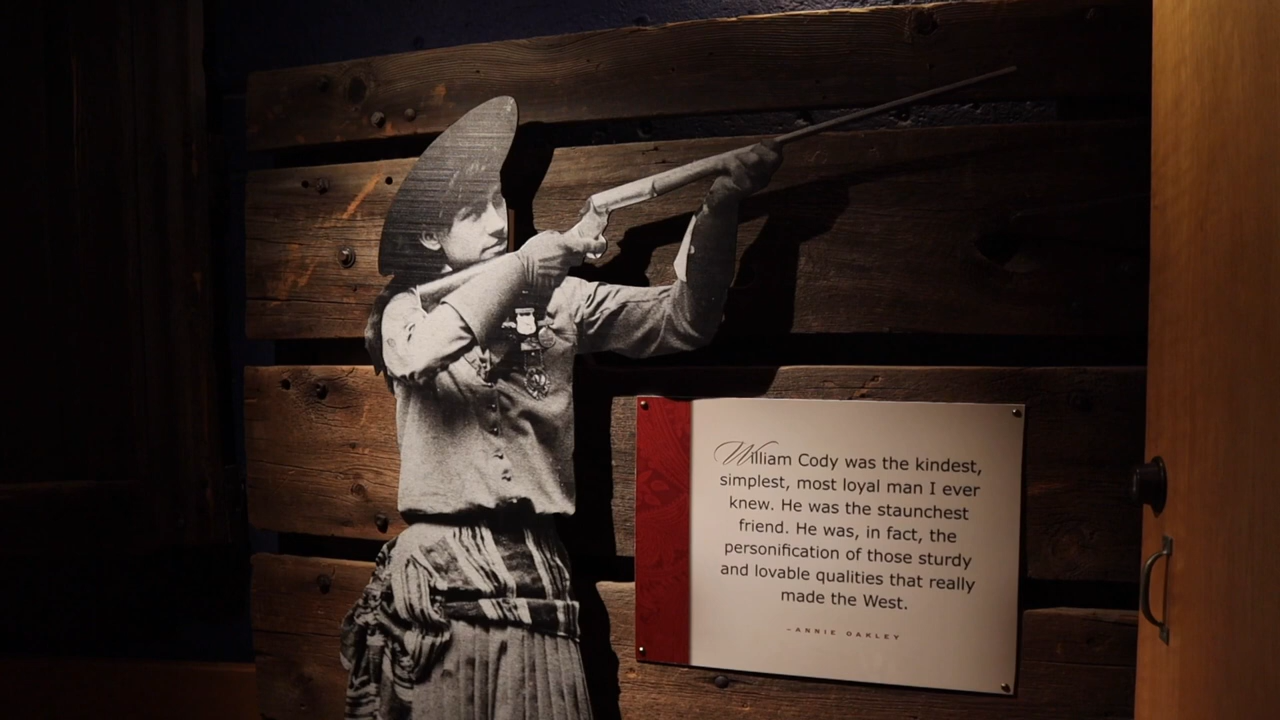 William Cody was the kindest,
simplest, most loyal man I ever
knew. He was the staunchest
friend. He was, in fact, the
personification of those sturdy
and lovable qualities that really
made the West.
–ANNIE OAKLEY